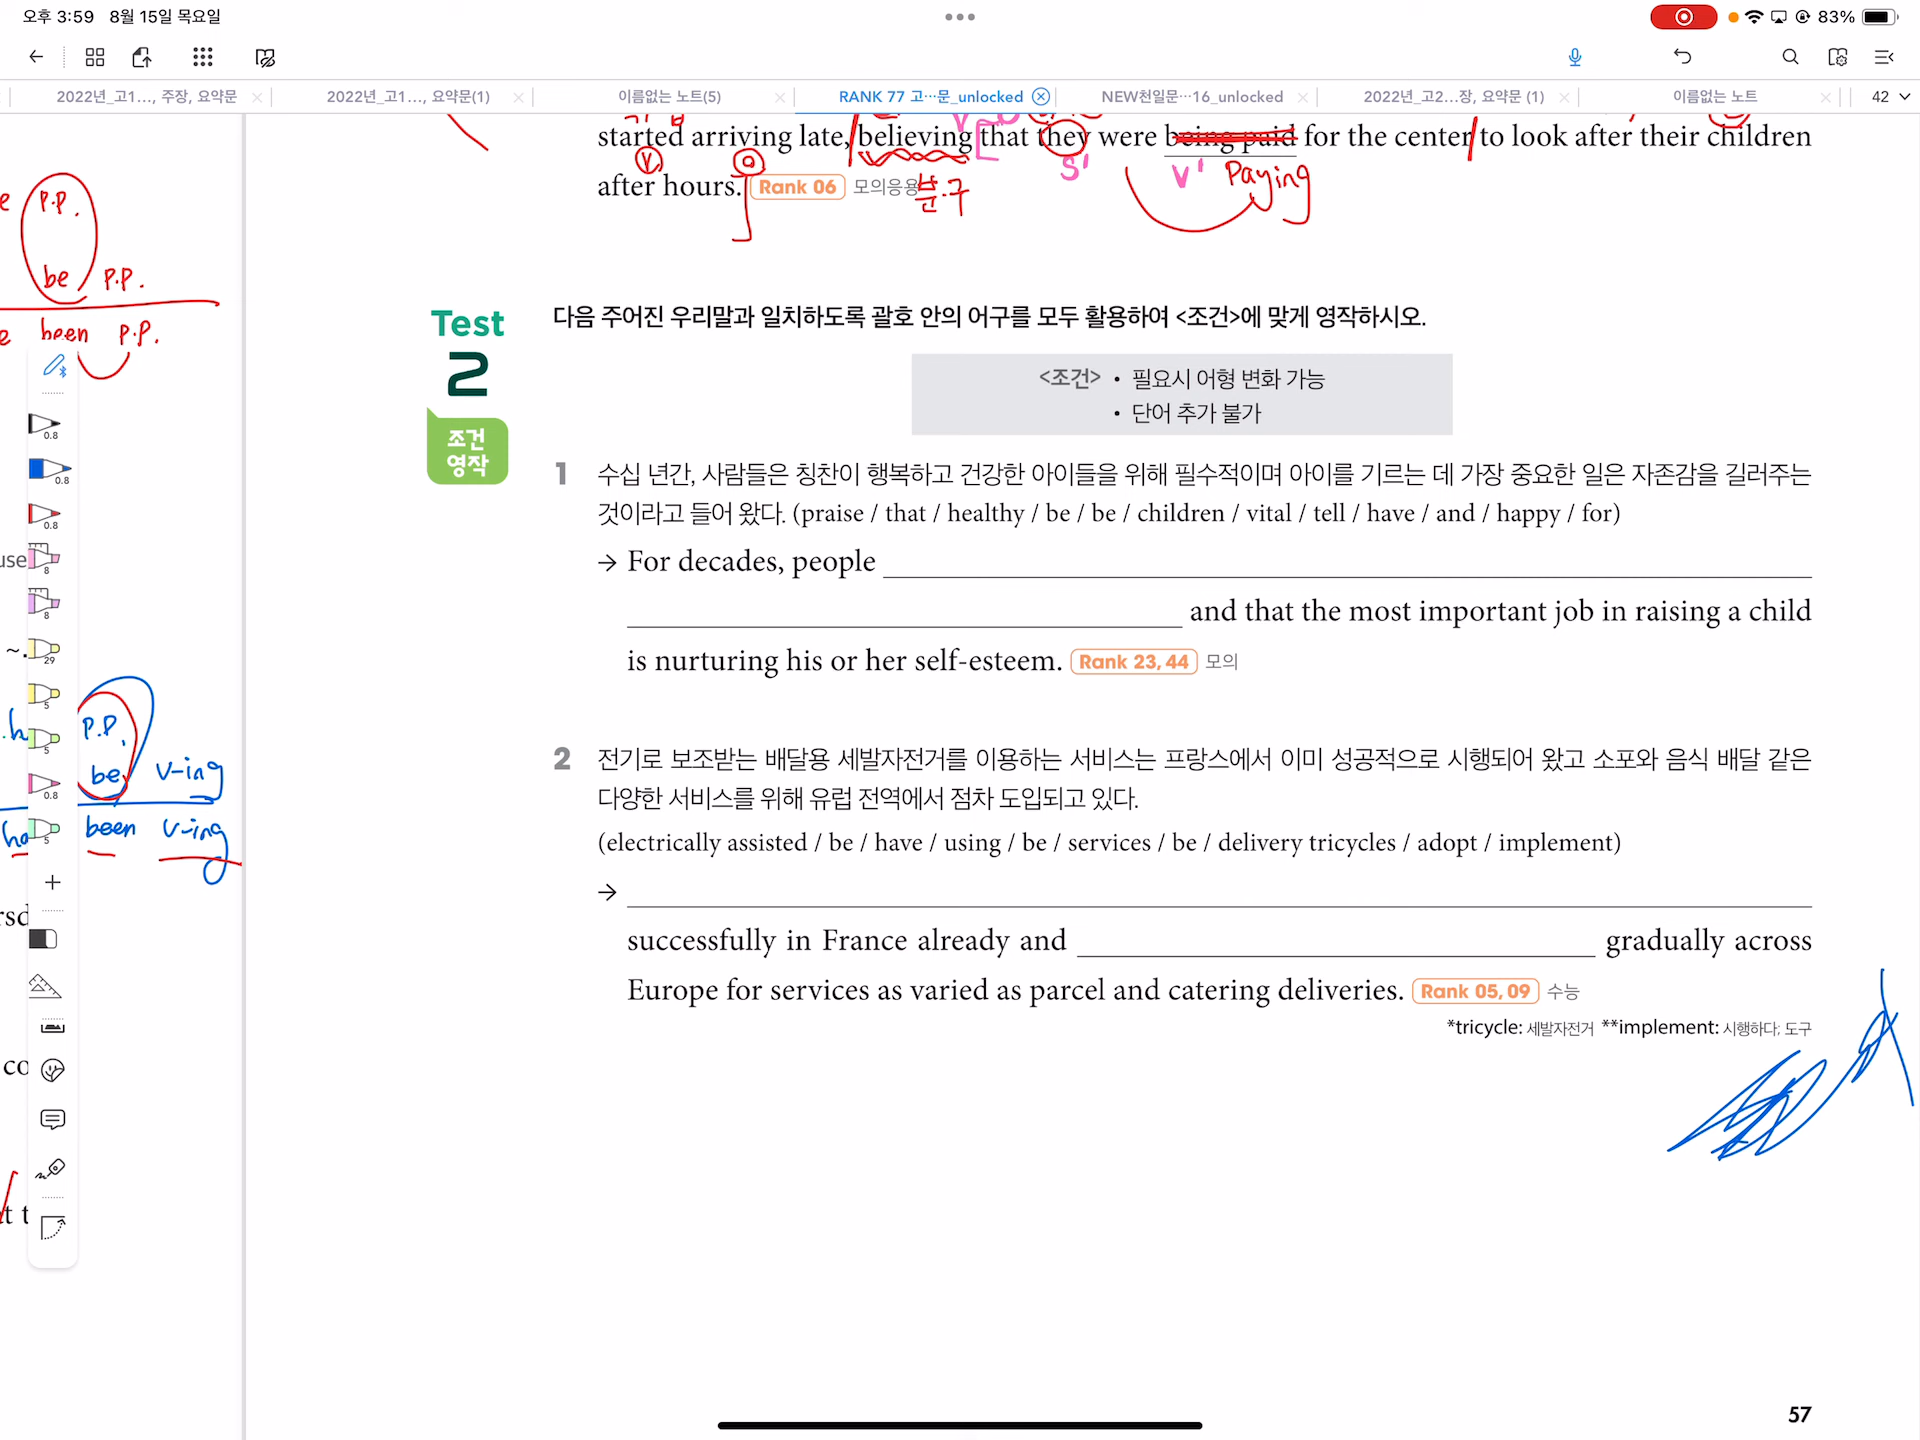 오후 3:59 8월 15일 목요일
83%
2022년_고1..., 주장, 요약문
2022년_고1..., 요약문(1)
이름없는 노트(5)
RANK 77 고…문_unlocked
NEW천일문…16_unlocked
2022년_고2...장, 요약문 (1)
이름없는 노트
42
started arriving late, believing that they were being paid for the center to look after their children
V S' V' Paying
after hours. Rank 06 모의응용
분.구
P.P.
be P.P.
been P.P.
Test
2
조건
영작
다음 주어진 우리말과 일치하도록 괄호 안의 어구를 모두 활용하여 <조건>에 맞게 영작하시오.
<조건> • 필요시 어형 변화 가능
• 단어 추가 불가
1 수십 년간, 사람들은 칭찬이 행복하고 건강한 아이들을 위해 필수적이며 아이를 기르는 데 가장 중요한 일은 자존감을 길러주는
것이라고 들어 왔다. (praise / that / healthy / be / be / children / vital / tell / have / and / happy / for)
→ For decades, people
and that the most important job in raising a child
is nurturing his or her self-esteem. Rank 23, 44 모의
2 전기로 보조받는 배달용 세발자전거를 이용하는 서비스는 프랑스에서 이미 성공적으로 시행되어 왔고 소포와 음식 배달 같은
다양한 서비스를 위해 유럽 전역에서 점차 도입되고 있다.
(electrically assisted / be / have / using / be / services / be / delivery tricycles / adopt / implement)
→
successfully in France already and gradually across
Europe for services as varied as parcel and catering deliveries. Rank 05, 09 수능
*tricycle: 세발자전거 **implement: 시행하다; 도구
P.P.
be V-ing
been V-ing
0.8
0.8
0.8
8
8
29
5
5
0.8
5
57